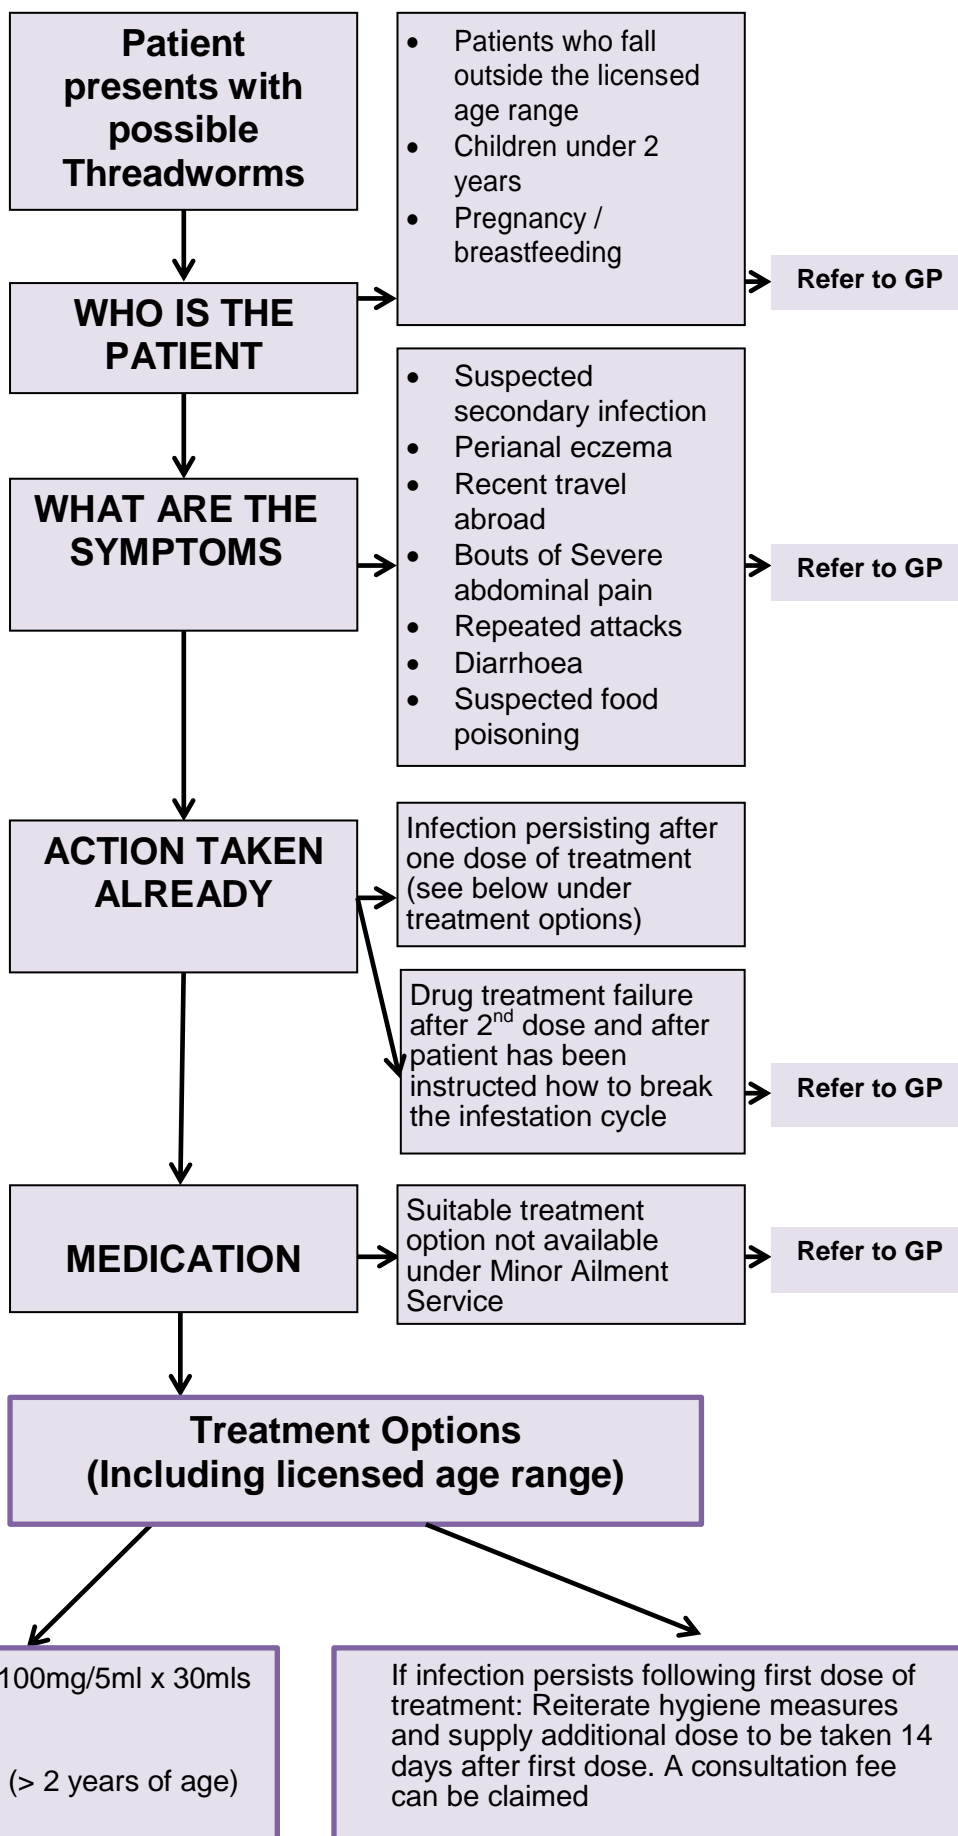 Patient
presents with
possible
Threadworms
• Patients who fall
outside the licensed
age range
• Children under 2
years
• Pregnancy /
breastfeeding
Refer to GP
WHO IS THE
PATIENT
• Suspected
secondary infection
• Perianal eczema
• Recent travel
abroad
• Bouts of Severe
abdominal pain
• Repeated attacks
• Diarrhoea
• Suspected food
poisoning
Refer to GP
WHAT ARE THE
SYMPTOMS
ACTION TAKEN
ALREADY
Infection persisting after
one dose of treatment
(see below under
treatment options)
Drug treatment failure
after 2nd dose and after
patient has been
instructed how to break
the infestation cycle
Refer to GP
MEDICATION
Suitable treatment
option not available
under Minor Ailment
Service
Refer to GP
Treatment Options
(Including licensed age range)
100mg/5ml x 30mls
(> 2 years of age)
If infection persists following first dose of
treatment: Reiterate hygiene measures
and supply additional dose to be taken 14
days after first dose. A consultation fee
can be claimed